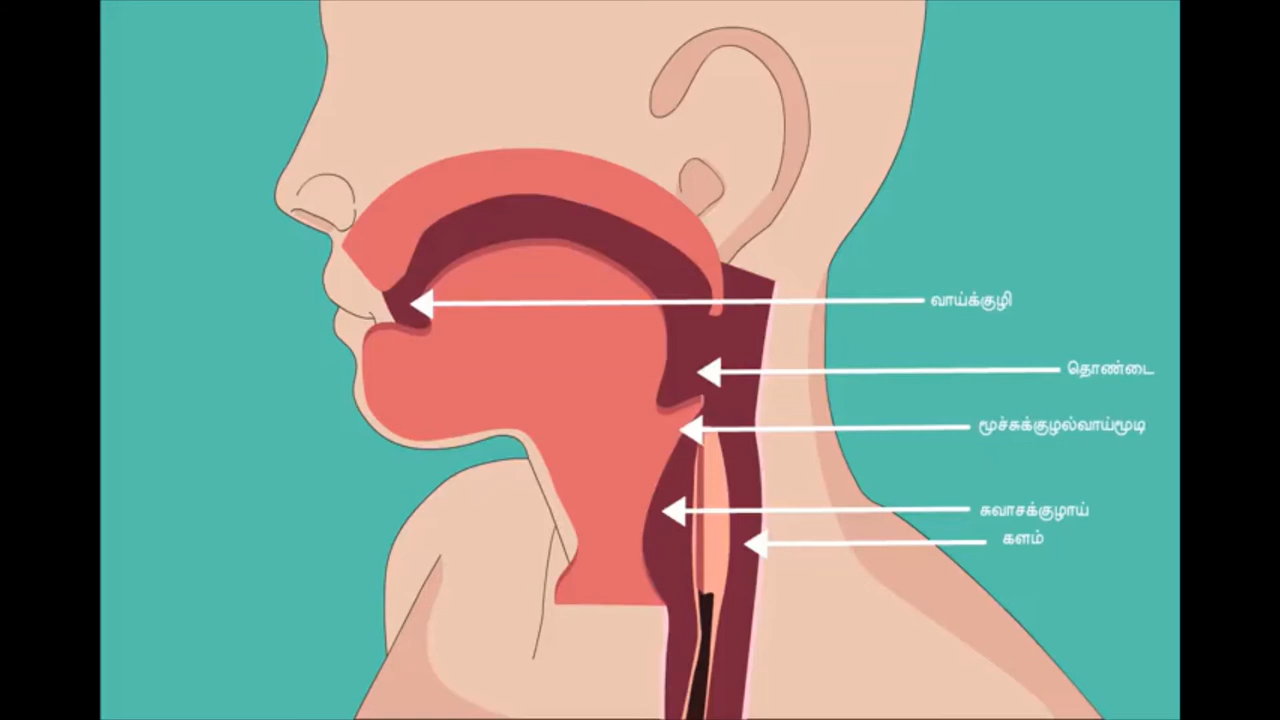 வாய்க்குழி
தொண்டை
மூச்சுக்குழல்வாய்மூடி
சுவாசக்குழாய்
களம்